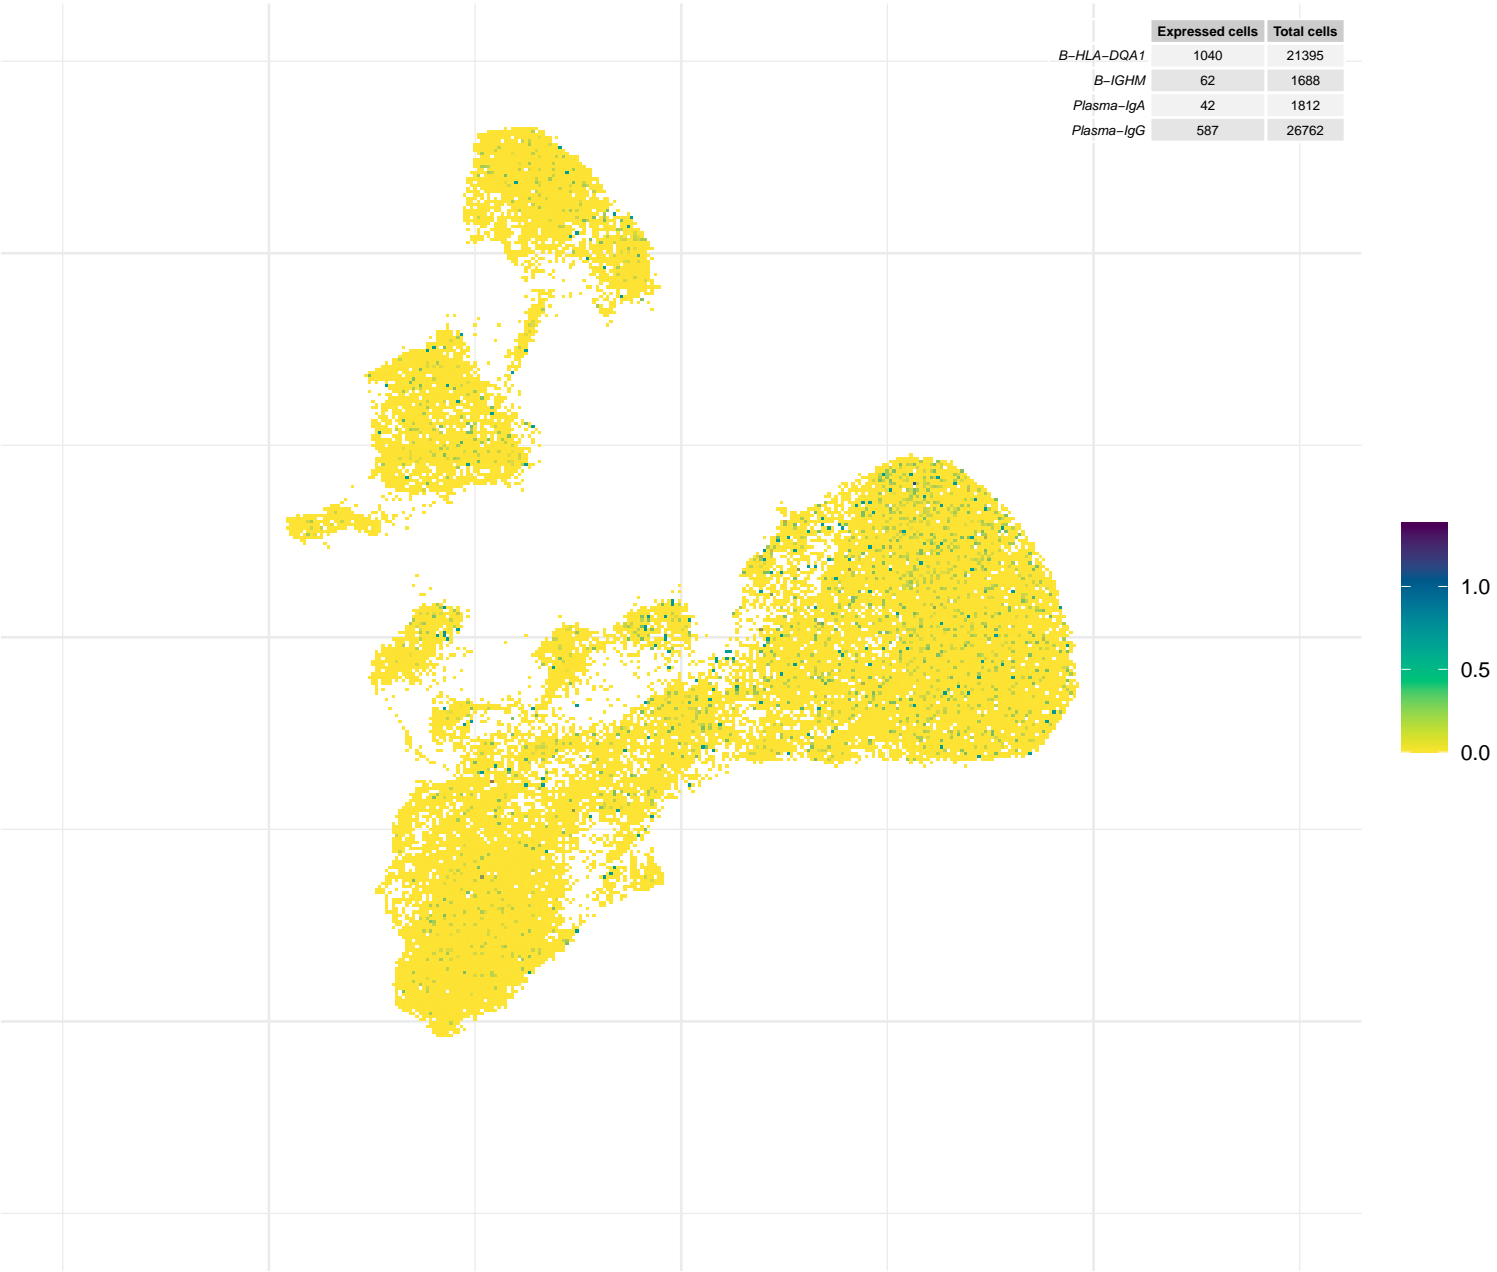 Expressed cells Total cells
B-HLA-DQA1 1040 21395
B-IGHM 62 1688
Plasma-IgA 42 1812
Plasma-IgG 587 26762
1.0
0.5
0.0